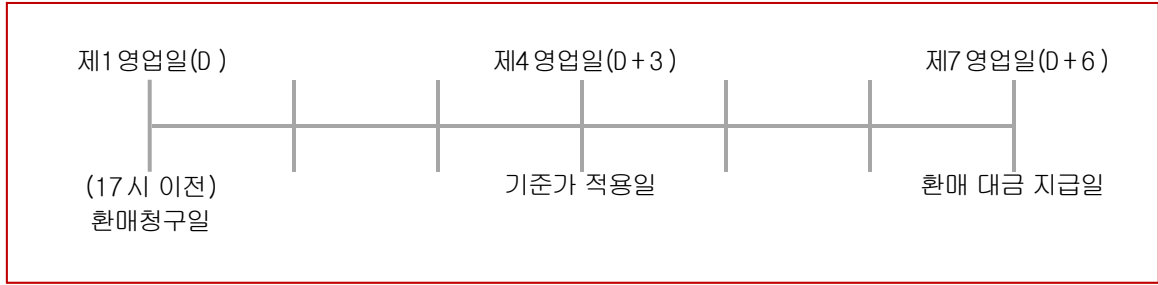 제1영업일(D)
제4영업일(D+3)
제7영업일(D+6)
(17시 이전)
환매청구일
기준가 적용일
환매 대금 지급일